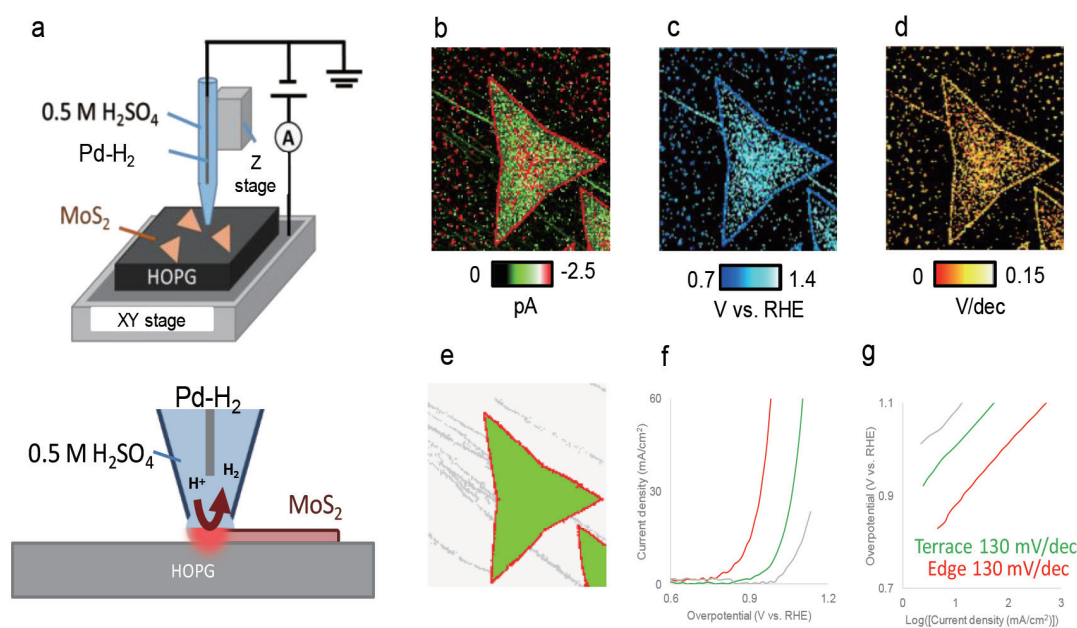 a
0.5 M H₂SO₄
Pd-H₂
A
Z
stage
MoS₂
HOPG
XY stage
Pd-H₂
0.5 M H₂SO₄
H⁺
H₂
MoS₂
HOPG
b
0
-2.5
pA
c
0.7
1.4
V vs. RHE
d
0
0.15
V/dec
e
f
60
30
0
0.6
0.9
1.2
Current density (mA/cm²)
Overpotential (V vs. RHE)
g
1.1
0.9
0.7
0
1
2
3
Overpotential (V vs. RHE)
Terrace 130 mV/dec
Edge 130 mV/dec
Log([Current density (mA/cm²)])